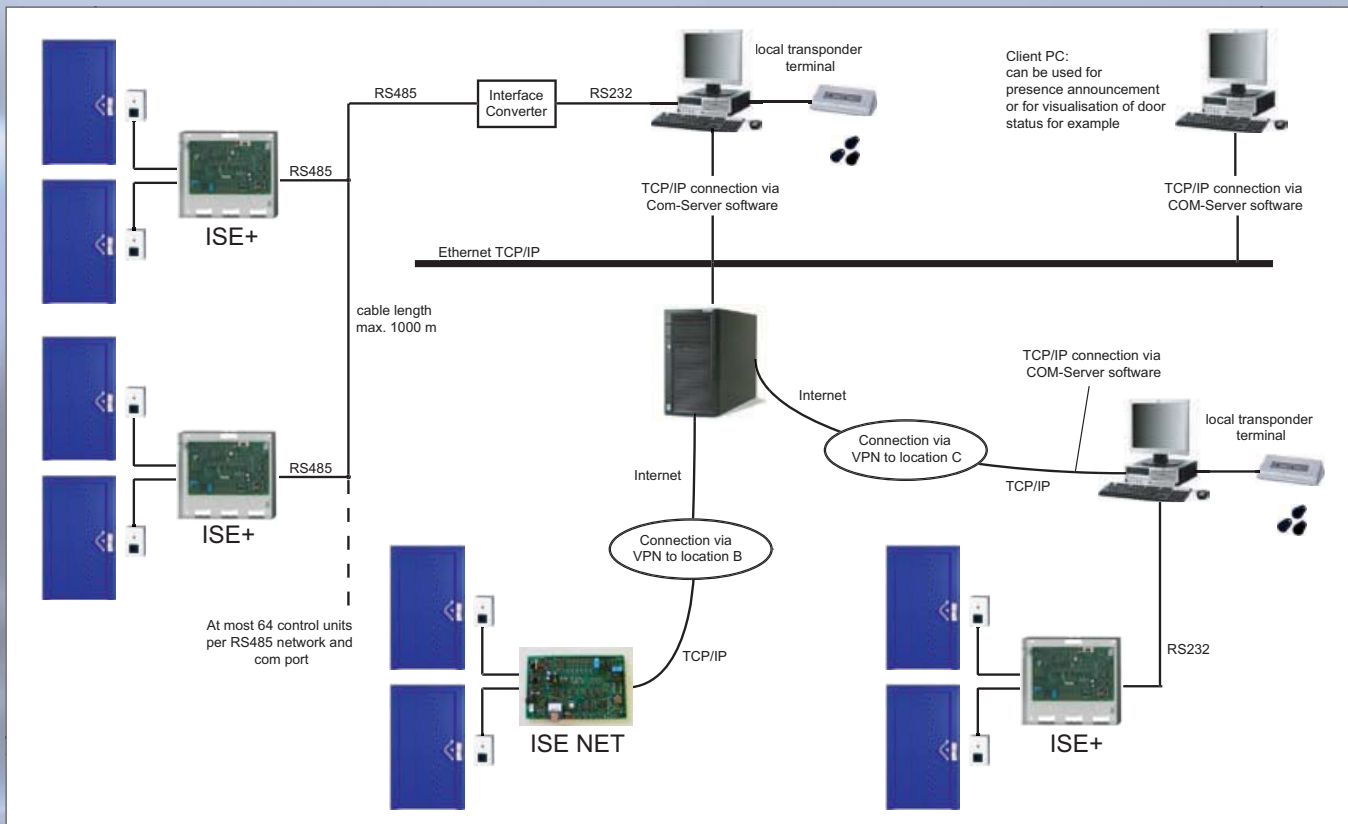 RS485
Interface
Converter
RS232
local transponder
terminal
Client PC:
can be used for
presence announcement
or for visualisation of door
status for example
RS485
ISE+
TCP/IP connection via
Com-Server software
TCP/IP connection via
COM-Server software
Ethernet TCP/IP
cable length
max. 1000 m
RS485
ISE+
At most 64 control units
per RS485 network and
com port
Internet
Connection via
VPN to location B
TCP/IP
ISE NET
Internet
Connection via
VPN to location C
TCP/IP
TCP/IP connection via
COM-Server software
local transponder
terminal
RS232
ISE+